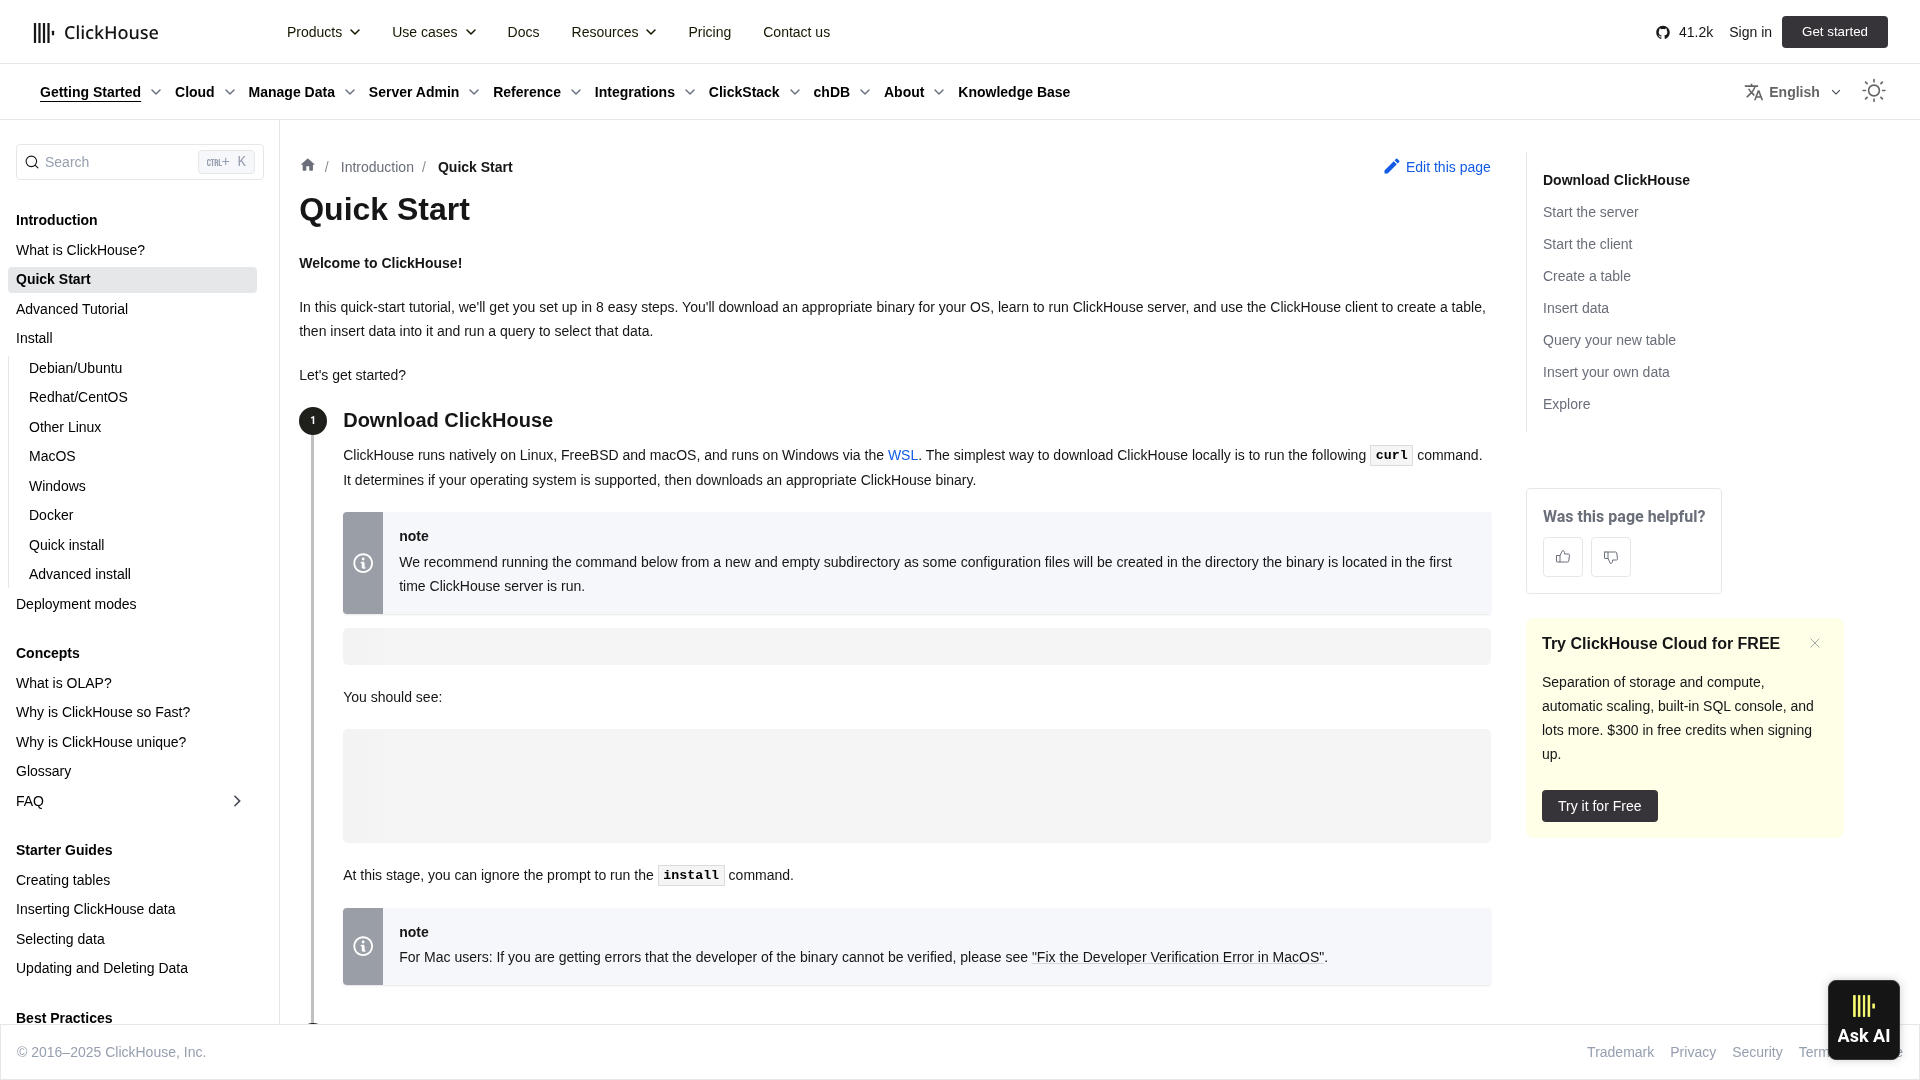 ClickHouse
Products
Use cases
Docs
Resources
Pricing
Contact us
41.2k
Sign in
Get started
Getting Started
Cloud
Manage Data
Server Admin
Reference
Integrations
ClickStack
chDB
About
Knowledge Base
English
Search
CTRL+ K
Introduction
What is ClickHouse?
Quick Start
Advanced Tutorial
Install
Debian/Ubuntu
Redhat/CentOS
Other Linux
MacOS
Windows
Docker
Quick install
Advanced install
Deployment modes
Concepts
What is OLAP?
Why is ClickHouse so Fast?
Why is ClickHouse unique?
Glossary
FAQ
Starter Guides
Creating tables
Inserting ClickHouse data
Selecting data
Updating and Deleting Data
Best Practices
/ Introduction / Quick Start
Edit this page
Quick Start
Welcome to ClickHouse!
In this quick-start tutorial, we'll get you set up in 8 easy steps. You'll download an appropriate binary for your OS, learn to run ClickHouse server, and use the ClickHouse client to create a table,
then insert data into it and run a query to select that data.
Let's get started?
1
Download ClickHouse
ClickHouse runs natively on Linux, FreeBSD and macOS, and runs on Windows via the WSL. The simplest way to download ClickHouse locally is to run the following curl command.
It determines if your operating system is supported, then downloads an appropriate ClickHouse binary.
note
We recommend running the command below from a new and empty subdirectory as some configuration files will be created in the directory the binary is located in the first
time ClickHouse server is run.
You should see:
At this stage, you can ignore the prompt to run the install command.
note
For Mac users: If you are getting errors that the developer of the binary cannot be verified, please see "Fix the Developer Verification Error in MacOS".
Download ClickHouse
Start the server
Start the client
Create a table
Insert data
Query your new table
Insert your own data
Explore
Was this page helpful?
Try ClickHouse Cloud for FREE
Separation of storage and compute,
automatic scaling, built-in SQL console, and
lots more. $300 in free credits when signing
up.
Try it for Free
Ask AI
© 2016–2025 ClickHouse, Inc.
Trademark
Privacy
Security